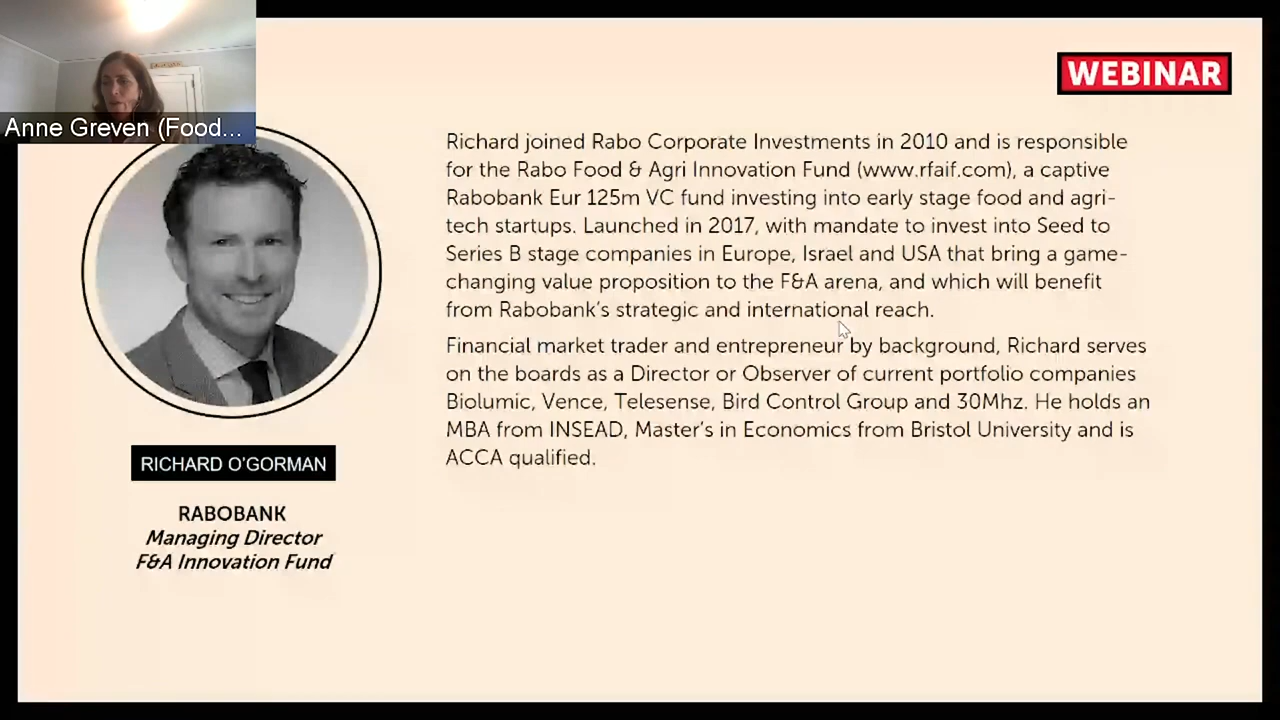 WEBINAR
Anne Greven (Food...
Richard joined Rabo Corporate Investments in 2010 and is responsible
for the Rabo Food & Agri Innovation Fund (www.rfaif.com), a captive
Rabobank Eur 125m VC fund investing into early stage food and agri-
tech startups. Launched in 2017, with mandate to invest into Seed to
Series B stage companies in Europe, Israel and USA that bring a game-
changing value proposition to the F&A arena, and which will benefit
from Rabobank's strategic and international reach.
Financial market trader and entrepreneur by background, Richard serves
on the boards as a Director or Observer of current portfolio companies
Biolumic, Vence, Telesense, Bird Control Group and 30Mhz. He holds an
MBA from INSEAD, Master's in Economics from Bristol University and is
ACCA qualified.
RICHARD O'GORMAN
RABOBANK
Managing Director
F&A Innovation Fund